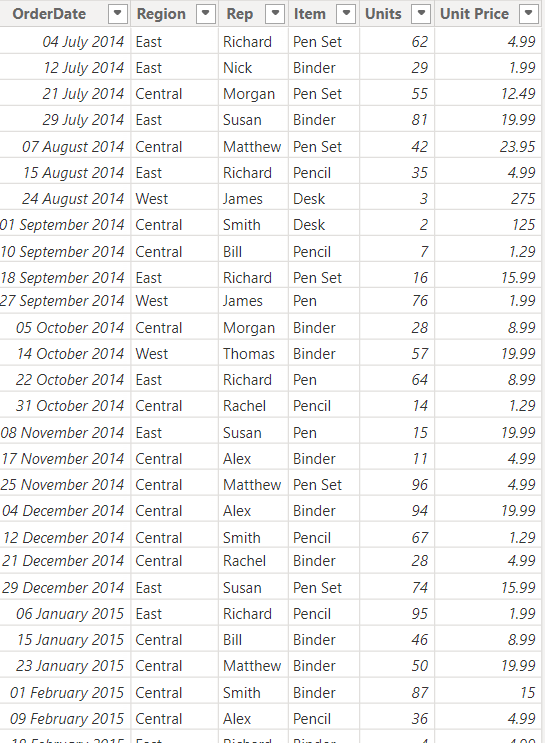 OrderDate Region Rep Item Units Unit Price
04 July 2014 East Richard Pen Set 62 4.99
12 July 2014 East Nick Binder 29 1.99
21 July 2014 Central Morgan Pen Set 55 12.49
29 July 2014 East Susan Binder 81 19.99
07 August 2014 Central Matthew Pen Set 42 23.95
15 August 2014 East Richard Pencil 35 4.99
24 August 2014 West James Desk 3 275
01 September 2014 Central Smith Desk 2 125
10 September 2014 Central Bill Pencil 7 1.29
18 September 2014 East Richard Pen Set 16 15.99
27 September 2014 West James Pen 76 1.99
05 October 2014 Central Morgan Binder 28 8.99
14 October 2014 West Thomas Binder 57 19.99
22 October 2014 East Richard Pen 64 8.99
31 October 2014 Central Rachel Pencil 14 1.29
08 November 2014 East Susan Pen 15 19.99
17 November 2014 Central Alex Binder 11 4.99
25 November 2014 Central Matthew Pen Set 96 4.99
04 December 2014 Central Alex Binder 94 19.99
12 December 2014 Central Smith Pencil 67 1.29
21 December 2014 Central Rachel Binder 28 4.99
29 December 2014 East Susan Pen Set 74 15.99
06 January 2015 East Richard Pencil 95 1.99
15 January 2015 Central Bill Binder 46 8.99
23 January 2015 Central Matthew Binder 50 19.99
01 February 2015 Central Smith Binder 87 15
09 February 2015 Central Alex Pencil 36 4.99